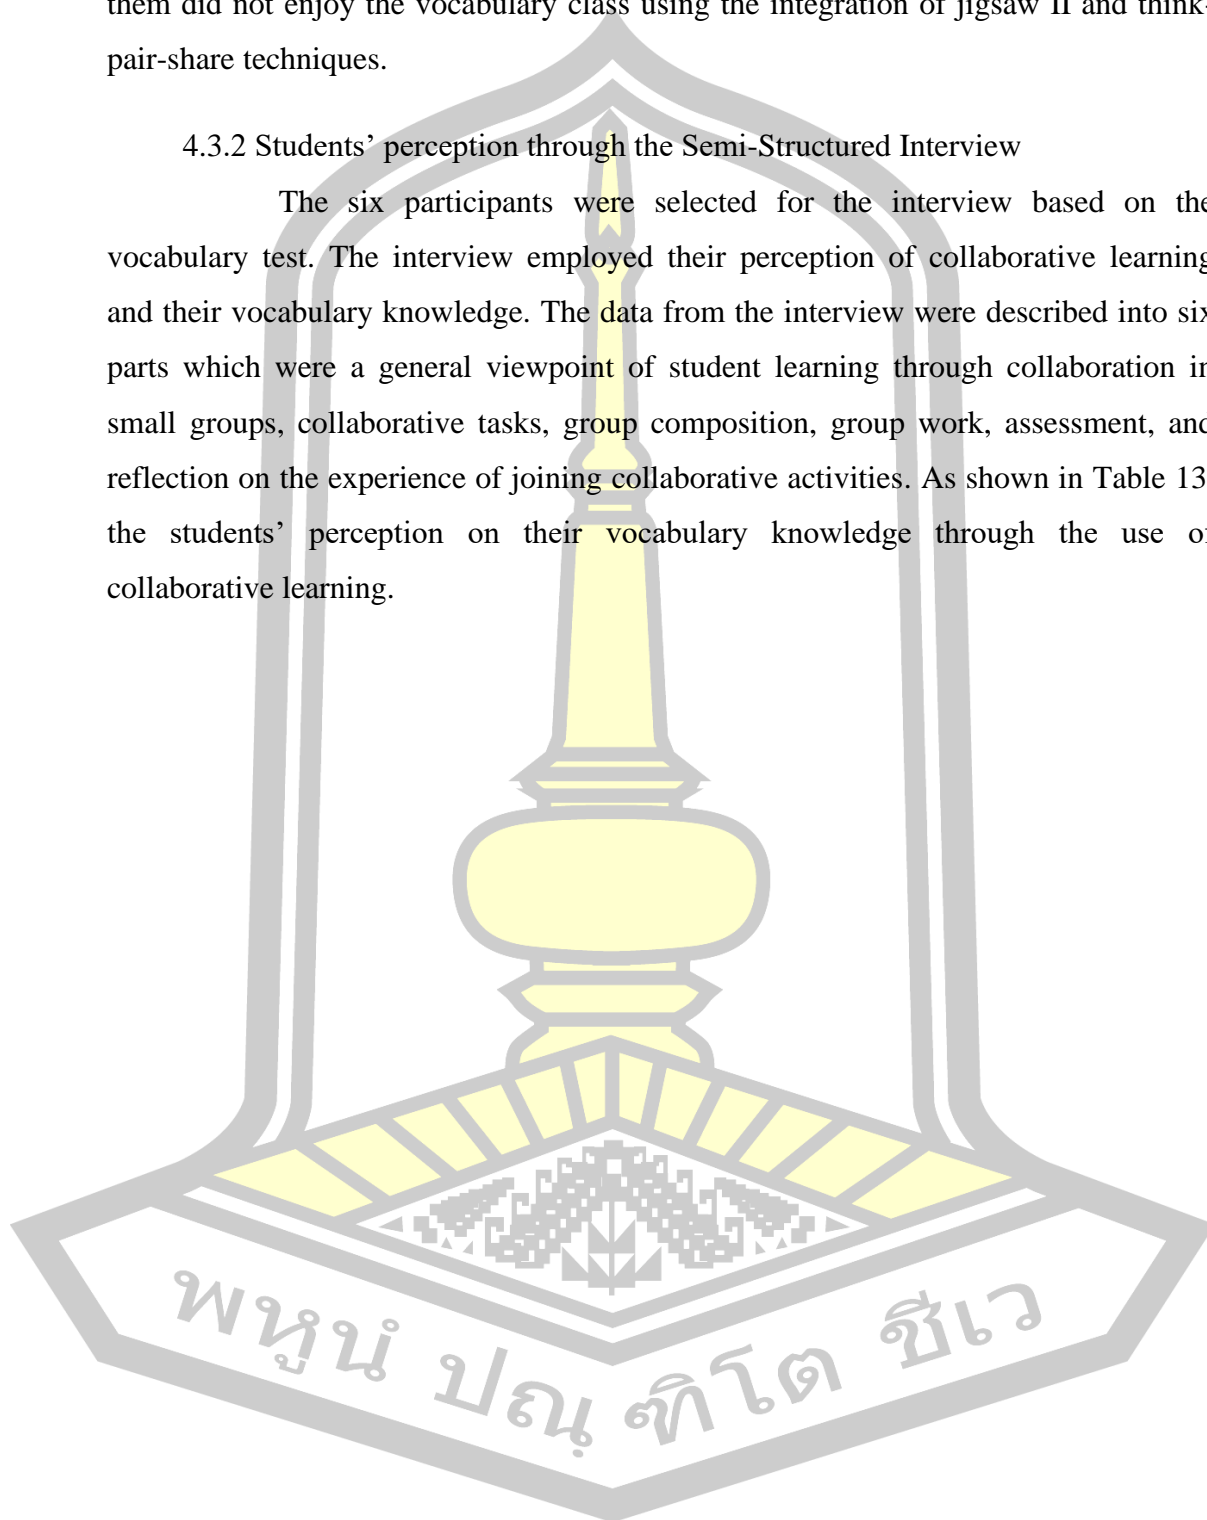 them did not enjoy the vocabulary class using the integration of jigsaw II and think-
pair-share techniques.
4.3.2 Students’ perception through the Semi-Structured Interview
The six participants were selected for the interview based on the
vocabulary test. The interview employed their perception of collaborative learning
and their vocabulary knowledge. The data from the interview were described into six
parts which were a general viewpoint of student learning through collaboration in
small groups, collaborative tasks, group composition, group work, assessment, and
reflection on the experience of joining collaborative activities. As shown in Table 13,
the students’ perception on their vocabulary knowledge through the use of
collaborative learning.
พหูนํ ปณฺฑิโต ชีเว